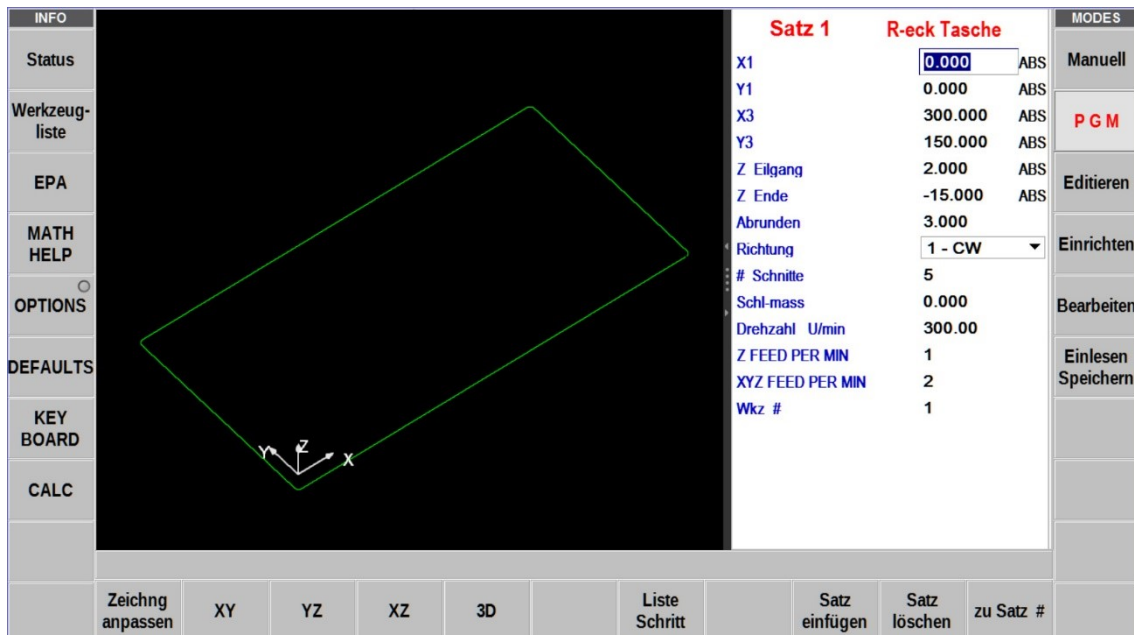 INFO
Status
Werkzeug-
liste
EPA
MATH
HELP
OPTIONS
DEFAULTS
KEY
BOARD
CALC
Y Z X
Satz 1 R-eck Tasche
X1 0.000 ABS
Y1 0.000 ABS
X3 300.000 ABS
Y3 150.000 ABS
Z Eilgang 2.000 ABS
Z Ende -15.000 ABS
Abrunden 3.000
Richtung 1 - CW
# Schnitte 5
Schl-mass 0.000
Drehzahl U/min 300.00
Z FEED PER MIN 1
XYZ FEED PER MIN 2
Wkz # 1
MODES
Manuell
P G M
Editieren
Einrichten
Bearbeiten
Einlesen
Speichern
Zeichng
anpassen
XY
YZ
XZ
3D
Liste
Schritt
Satz
einfügen
Satz
löschen
zu Satz #